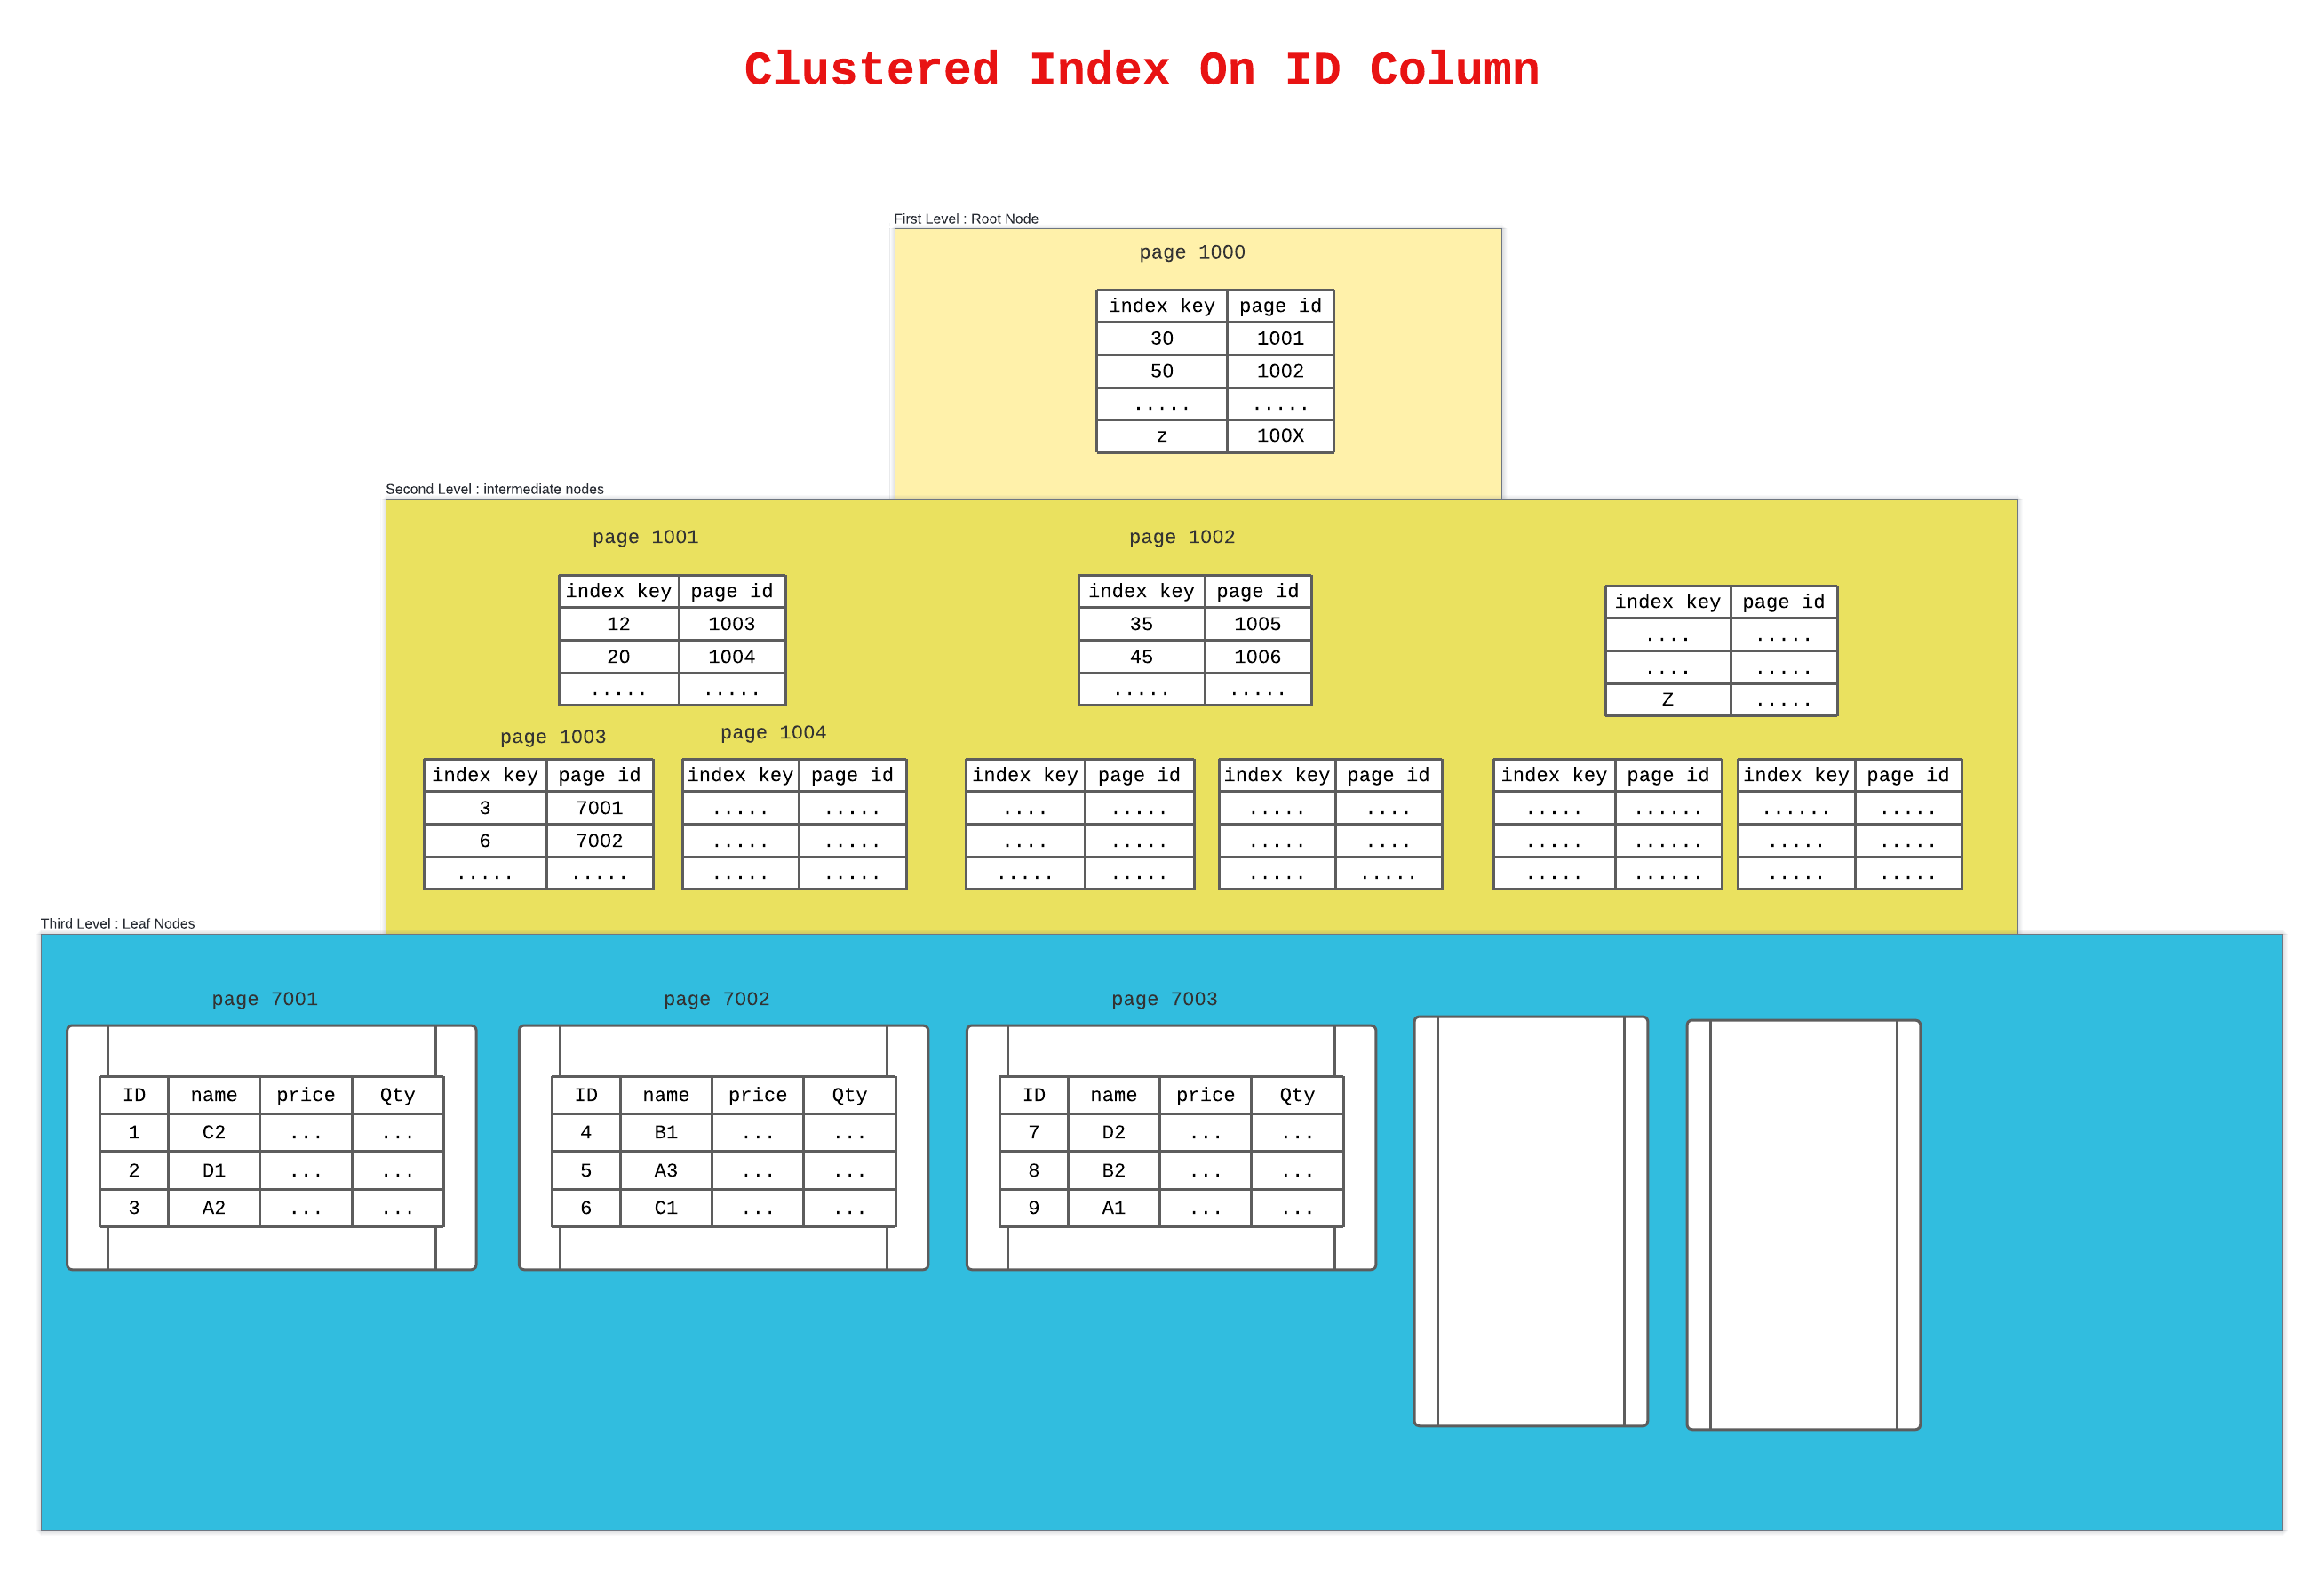 Clustered Index On ID Column
First Level : Root Node
page 1000
index key page id
30 1001
50 1002
..... .....
z 100X
Second Level : intermediate nodes
page 1001
index key page id
12 1003
20 1004
..... .....
page 1002
index key page id
35 1005
45 1006
..... .....
index key page id
.... .....
.... .....
Z .....
page 1003
index key page id
3 7001
6 7002
..... .....
page 1004
index key page id
..... .....
..... .....
..... .....
index key page id
.... .....
.... .....
..... .....
index key page id
..... ....
..... ....
..... .....
index key page id
..... ......
..... ......
..... ......
index key page id
...... .....
..... .....
..... .....
Third Level : Leaf Nodes
page 7001
ID name price Qty
1 C2 ... ...
2 D1 ... ...
3 A2 ... ...
page 7002
ID name price Qty
4 B1 ... ...
5 A3 ... ...
6 C1 ... ...
page 7003
ID name price Qty
7 D2 ... ...
8 B2 ... ...
9 A1 ... ...